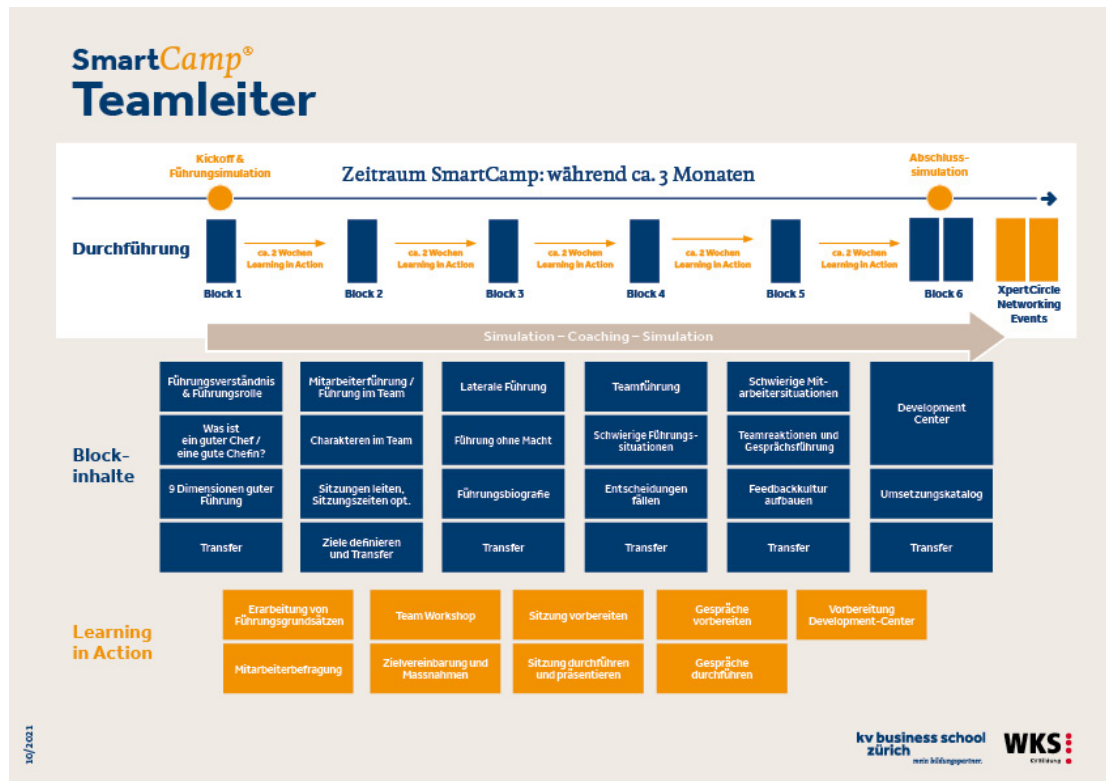 SmartCamp®
Teamleiter
Kickoff &
Führungsimulation
Zeitraum SmartCamp: während ca. 3 Monaten
Abschluss-
simulation
Durchführung
ca. 2 Wochen
Learning in Action
ca. 2 Wochen
Learning in Action
ca. 2 Wochen
Learning in Action
ca. 2 Wochen
Learning in Action
ca. 2 Wochen
Learning in Action
Block 1
Block 2
Block 3
Block 4
Block 5
Block 6
XpertCircle
Networking
Events
Simulation – Coaching – Simulation
Block-
inhalte
Führungsverständnis
& Führungsrolle
Mitarbeiterführung /
Führung im Team
Laterale Führung
Teamführung
Schwierige Mit-
arbeitersituationen
Development
Center
Was ist
ein guter Chef /
eine gute Chefin?
Charakteren im Team
Führung ohne Macht
Schwierige Führungs-
situationen
Teamreaktionen und
Gesprächsführung
9 Dimensionen guter
Führung
Sitzungen leiten,
Sitzungszeiten opt.
Führungsbiografie
Entscheidungen
fällen
Feedbackkultur
aufbauen
Umsetzungskatalog
Transfer
Ziele definieren
und Transfer
Transfer
Transfer
Transfer
Transfer
Learning
in Action
Erarbeitung von
Führungsgrundsätzen
Team Workshop
Sitzung vorbereiten
Gespräche
vorbereiten
Vorbereitung
Development-Center
Mitarbeiterbefragung
Zielvereinbarung und
Massnahmen
Sitzung durchführen
und präsentieren
Gespräche
durchführen
10/2021
kv business school
zürich
mein bildungspartner.
WKS